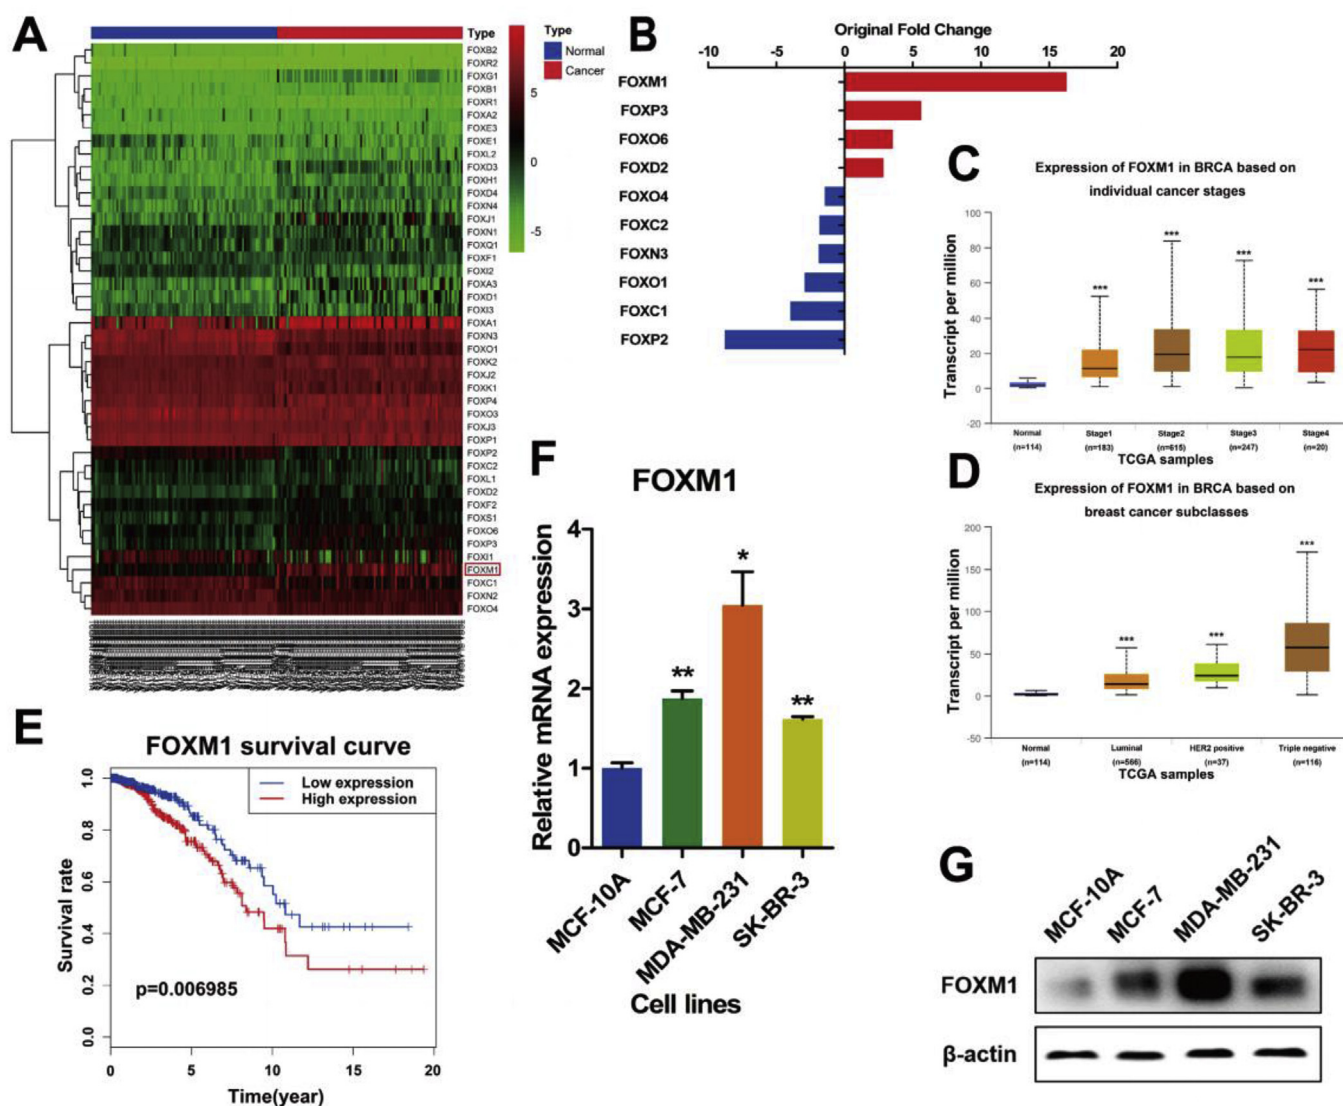 A
Type
FOXB2
FOXR2
FOXG1
FOXB1
FOXR1
FOXA2
FOXE3
FOXE1
FOXL2
FOXD3
FOXH1
FOXD4
FOXN4
FOXJ1
FOXN1
FOXQ1
FOXF1
FOXI2
FOXA3
FOXD1
FOXI3
FOXA1
FOXN3
FOXO1
FOXK2
FOXJ2
FOXK1
FOXP4
FOXO3
FOXJ3
FOXP1
FOXP2
FOXC2
FOXL1
FOXD2
FOXF2
FOXS1
FOXO6
FOXP3
FOXI1
FOXM1
FOXC1
FOXN2
FOXO4
5
0
-5
Type
Normal
Cancer
B
Original Fold Change
-10 -5 0 5 10 15 20
FOXM1
FOXP3
FOXO6
FOXD2
FOXO4
FOXC2
FOXN3
FOXO1
FOXC1
FOXP2
C
Expression of FOXM1 in BRCA based on
individual cancer stages
Transcript per million
100
80
60
40
20
0
-20
*** *** *** ***
Normal Stage1 Stage2 Stage3 Stage4
(n=114) (n=183) (n=615) (n=247) (n=20)
TCGA samples
D
Expression of FOXM1 in BRCA based on
breast cancer subclasses
Transcript per million
200
150
100
50
0
-50
*** *** ***
Normal Luminal HER2 positive Triple negative
(n=114) (n=566) (n=37) (n=116)
TCGA samples
E
FOXM1 survival curve
Low expression
High expression
Survival rate
1.0
0.8
0.6
0.4
0.2
0.0
p=0.006985
0 5 10 15 20
Time(year)
F
FOXM1
Relative mRNA expression
4
3
2
1
0
** * **
MCF-10A
MCF-7
MDA-MB-231
SK-BR-3
Cell lines
G
MCF-10A
MCF-7
MDA-MB-231
SK-BR-3
FOXM1
β-actin